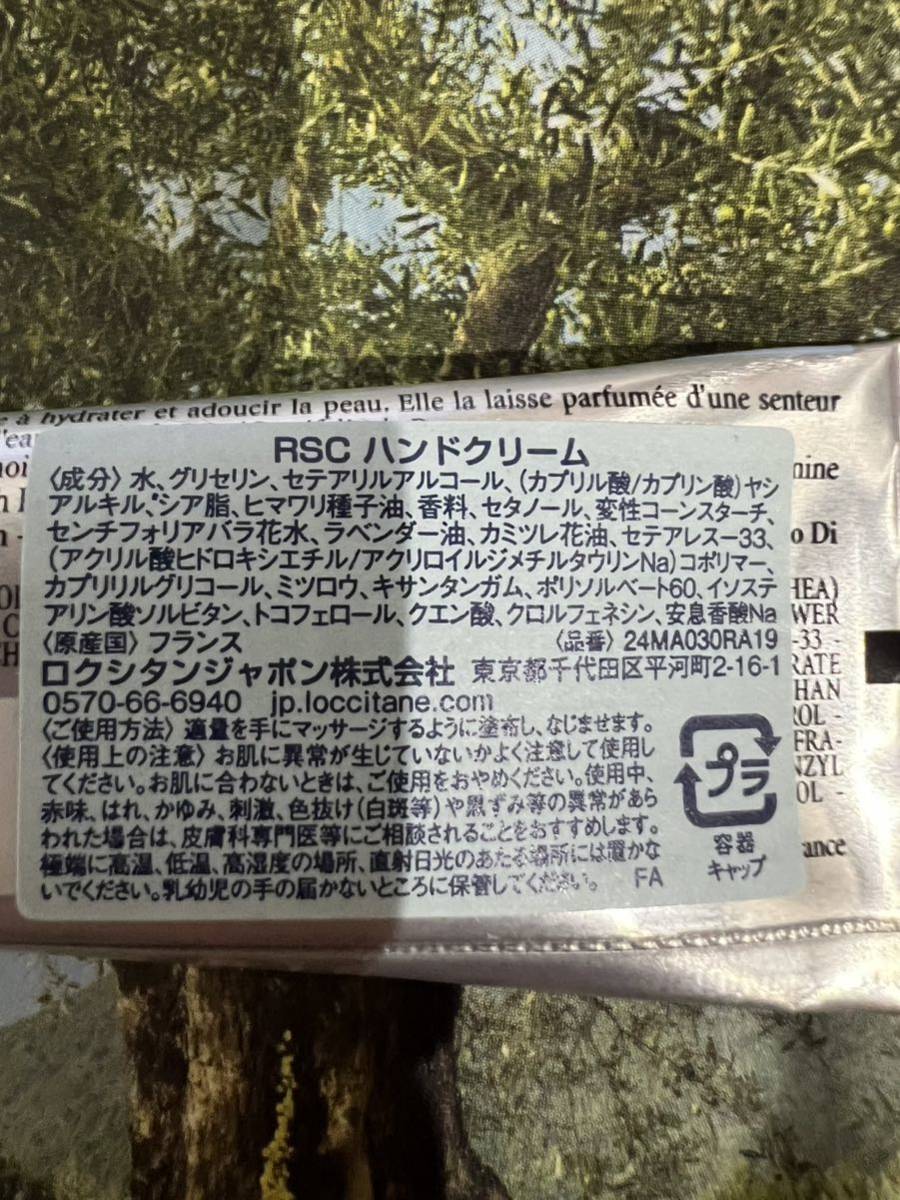 e à hydrater et adoucir la peau. Elle la laisse parfumée d'une senteur
RSC ハンドクリーム
〈成分〉水、グリセリン、セテアリルアルコール、(カプリル酸/カプリン酸)ヤシ
アルキル、シア脂、ヒマワリ種子油、香料、セタノール、変性コーンスターチ、
センチフォリアバラ花水、ラベンダー油、カミツレ花油、セテアレス-33、
(アクリル酸ヒドロキシエチル/アクリロイルジメチルタウリンNa)コポリマー、
カプリリルグリコール、ミツロウ、キサンタンガム、ポリソルベート60、イソステ
アリン酸ソルビタン、トコフェロール、クエン酸、クロルフェネシン、安息香酸Na
〈原産国〉フランス 〈品番〉24MA030RA19
ロクシタンジャポン株式会社 東京都千代田区平河町2-16-1
0570-66-6940 jp.loccitane.com
〈ご使用方法〉適量を手にマッサージするように塗布し、なじませます。
〈使用上の注意〉お肌に異常が生じていないかよく注意して使用し
てください。お肌に合わないときは、ご使用をおやめください。使用中、
赤味、はれ、かゆみ、刺激、色抜け(白斑等)や黒ずみ等の異常があら
われた場合は、皮膚科専門医等にご相談されることをおすすめします。
極端に高温、低温、高湿度の場所、直射日光のあたる場所には置かな
いでください。乳幼児の手の届かないところに保管してください。 FA
プラ
容器
キャップ
mine
o Di
HEA)
WER
-33 -
RATE
HAN
ROL -
FRA-
NZYL
OL -
ance